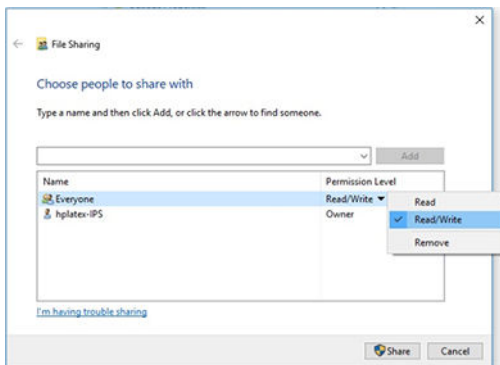 File Sharing
Choose people to share with
Type a name and then click Add, or click the arrow to find someone.
Add
Name Permission Level
Everyone Read/Write
hplatex-IPS Owner
Read
Read/Write
Remove
I'm having trouble sharing
Share Cancel